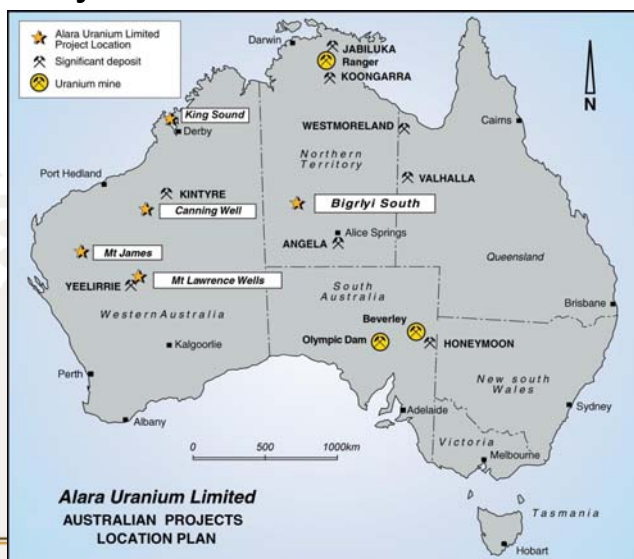 Alara Uranium Limited
Project Location
Significant deposit
Uranium mine
Darwin
JABILUKA
Ranger
KOONGARRA
N
King Sound
Derby
WESTMORELAND
Cairns
Northern
Territory
Port Hedland
KINTYRE
VALHALLA
Canning Well
Bigrlyi South
Alice Springs
ANGELA
Mt James
Queensland
Mt Lawrence Wells
YEELIRRIE
South
Australia
Brisbane
Western Australia
Beverley
Olympic Dam
HONEYMOON
Kalgoorlie
New south
Wales
Perth
Sydney
Adelaide
Albany
Victoria
0 500 1000km
Melbourne
Alara Uranium Limited
AUSTRALIAN PROJECTS
LOCATION PLAN
Tasmania
Hobart